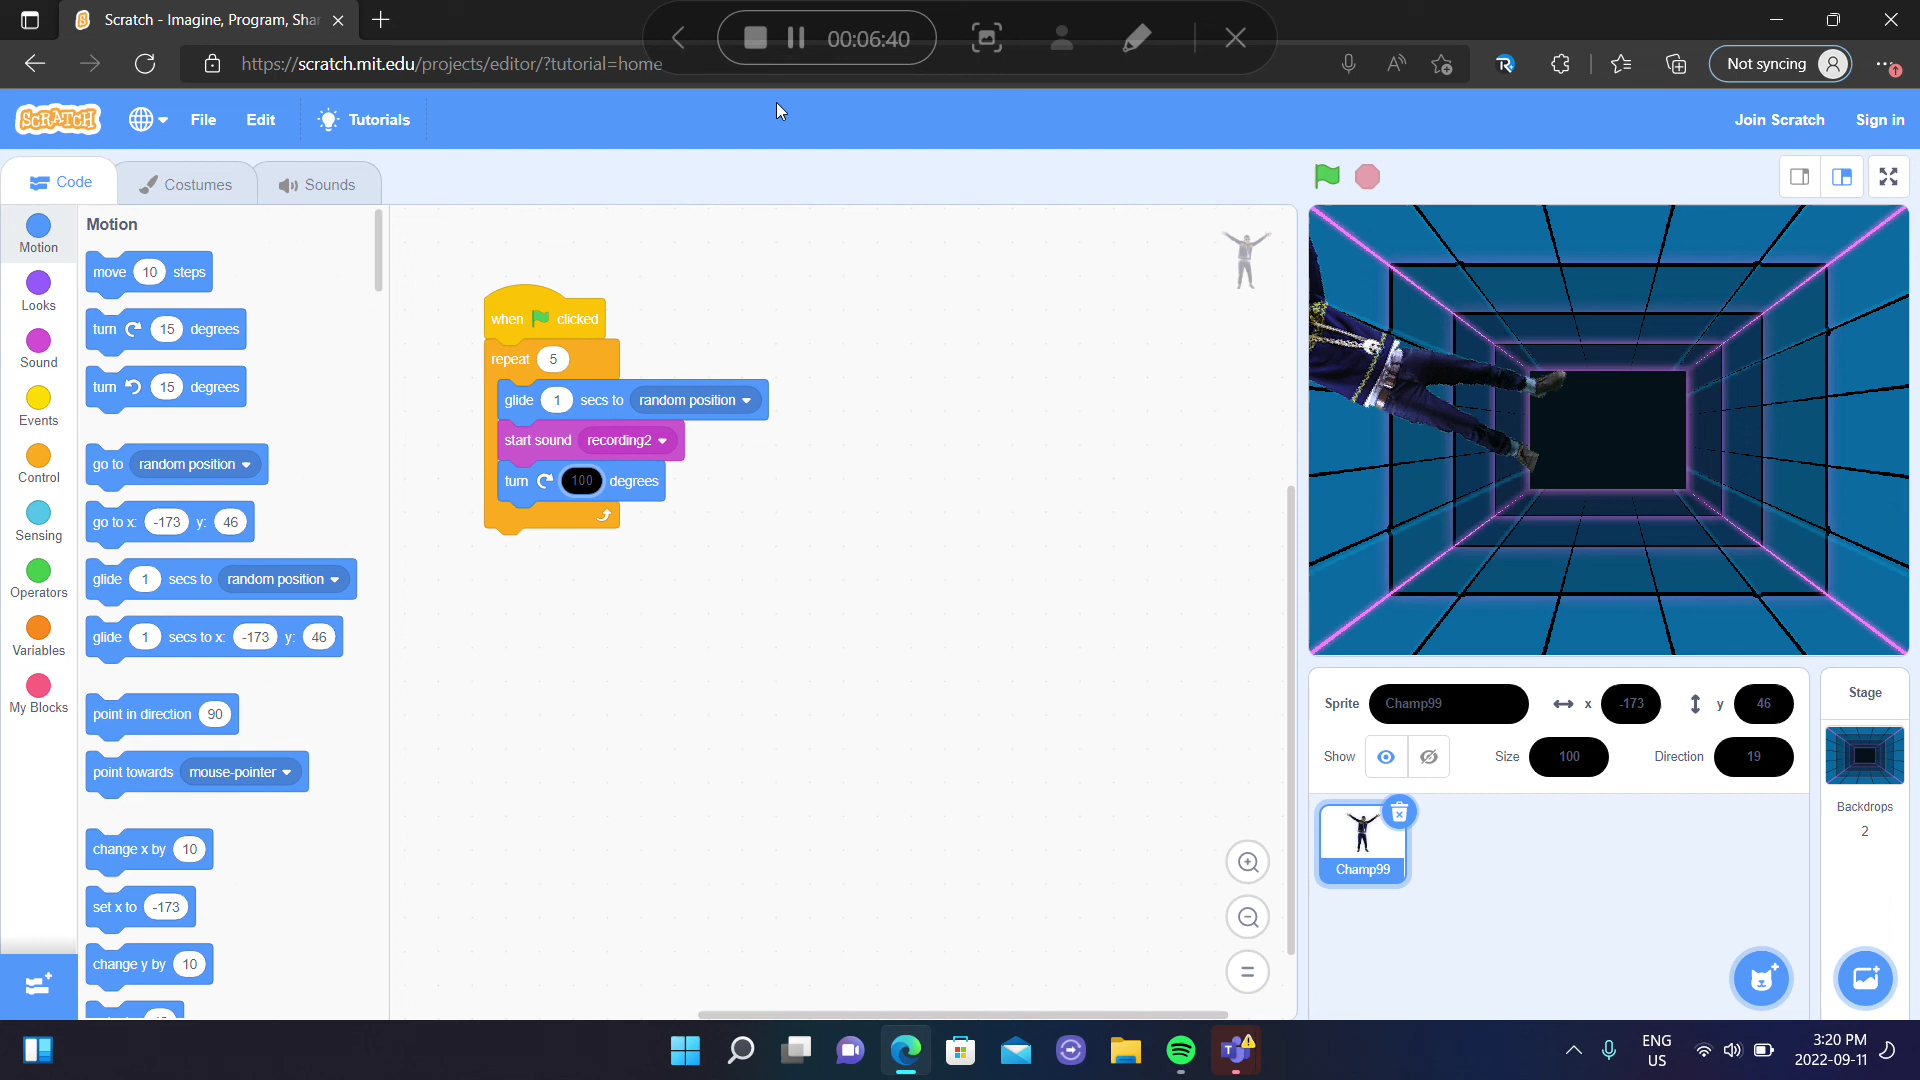 Scratch - Imagine, Program, Sha
00:06:40
https://scratch.mit.edu/projects/editor/?tutorial=home
Not syncing
SCRATCH
File
Edit
Tutorials
Join Scratch
Sign in
Code
Costumes
Sounds
Motion
Looks
Sound
Events
Control
Sensing
Operators
Variables
My Blocks
Motion
move 10 steps
turn 15 degrees
turn 15 degrees
go to random position
go to x: -173 y: 46
glide 1 secs to random position
glide 1 secs to x: -173 y: 46
point in direction 90
point towards mouse-pointer
change x by 10
set x to -173
change y by 10
when clicked
repeat 5
glide 1 secs to random position
start sound recording2
turn 100 degrees
Sprite Champ99 x -173 y 46
Show Size 100 Direction 19
Champ99
Stage
Backdrops
2
ENG
US
3:20 PM
2022-09-11